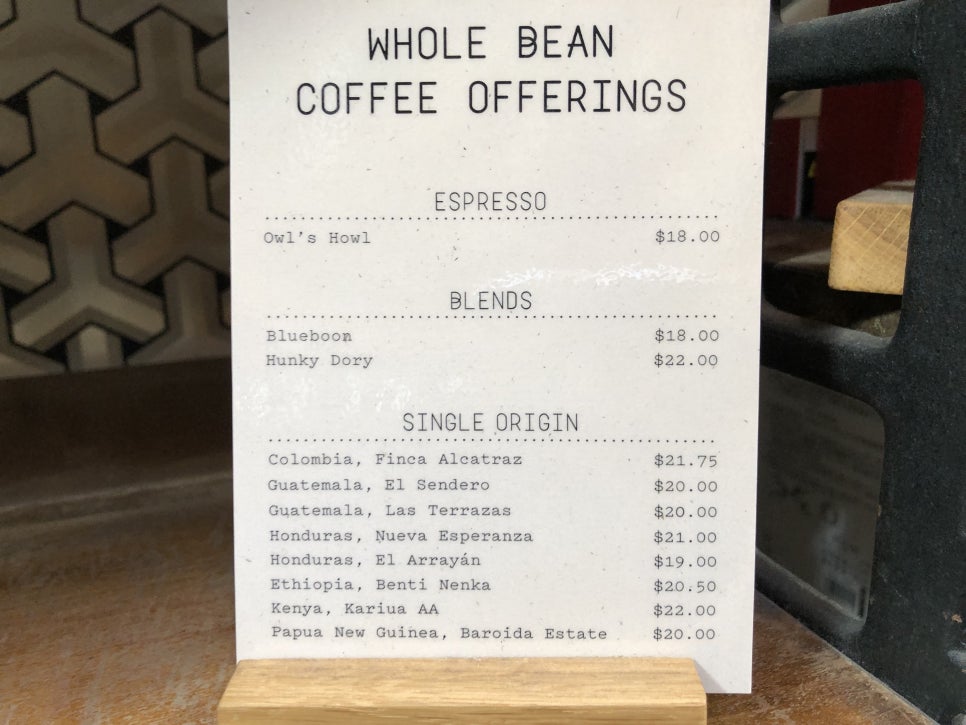 WHOLE BEAN
COFFEE OFFERINGS
ESPRESSO
Owl's Howl $18.00
BLENDS
Blueboon $18.00
Hunky Dory $22.00
SINGLE ORIGIN
Colombia, Finca Alcatraz $21.75
Guatemala, El Sendero $20.00
Guatemala, Las Terrazas $20.00
Honduras, Nueva Esperanza $21.00
Honduras, El Arrayán $19.00
Ethiopia, Benti Nenka $20.50
Kenya, Kariua AA $22.00
Papua New Guinea, Baroida Estate $20.00